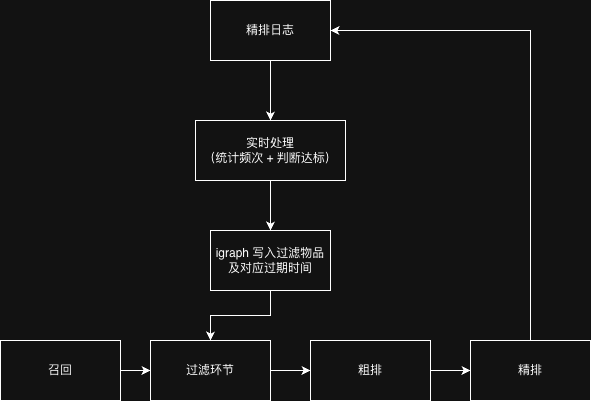 精排日志
实时处理
（统计频次 + 判断达标）
igraph 写入过滤物品
及对应过期时间
召回
过滤环节
粗排
精排